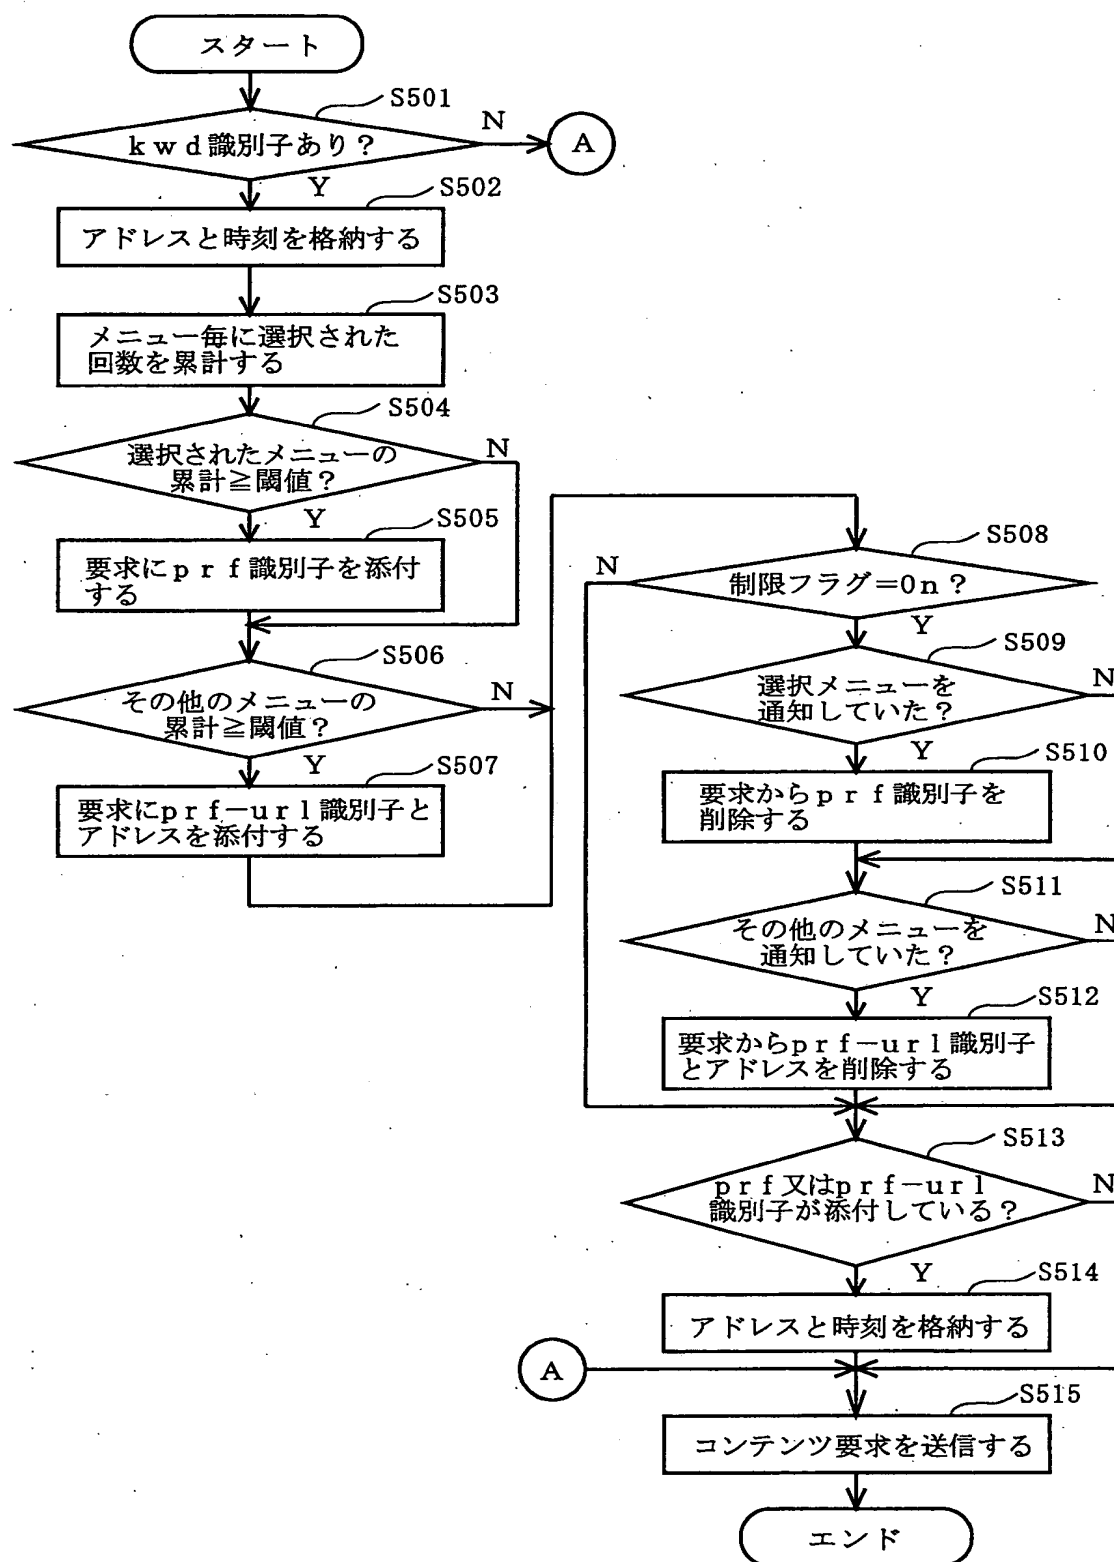 スタート
S501
kwd識別子あり？
N
A
Y
S502
アドレスと時刻を格納する
S503
メニュー毎に選択された
回数を累計する
S504
選択されたメニューの
累計≧閾値？
N
Y
S505
要求にprf識別子を添付
する
S506
その他のメニューの
累計≧閾値？
N
Y
S507
要求にprf－url識別子と
アドレスを添付する
S508
制限フラグ＝0n？
N
Y
S509
選択メニューを
通知していた？
N
Y
S510
要求からprf識別子を
削除する
S511
その他のメニューを
通知していた？
N
Y
S512
要求からprf－url識別子
とアドレスを削除する
S513
prf又はprf－url
識別子が添付している？
N
Y
S514
アドレスと時刻を格納する
A
S515
コンテンツ要求を送信する
エンド